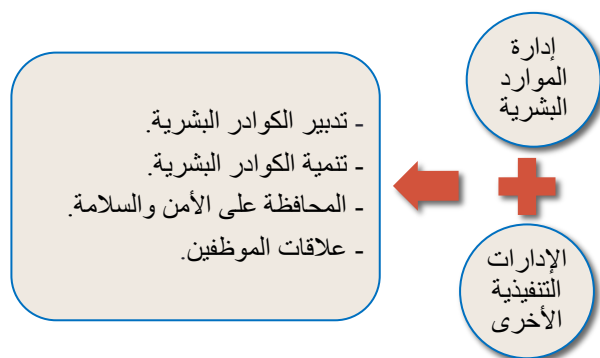 إدارة
الموارد
البشرية
الإدارات
التنفيذية
الأخرى
- تدبير الكوادر البشرية.
- تنمية الكوادر البشرية.
- المحافظة على الأمن والسلامة.
- علاقات الموظفين.